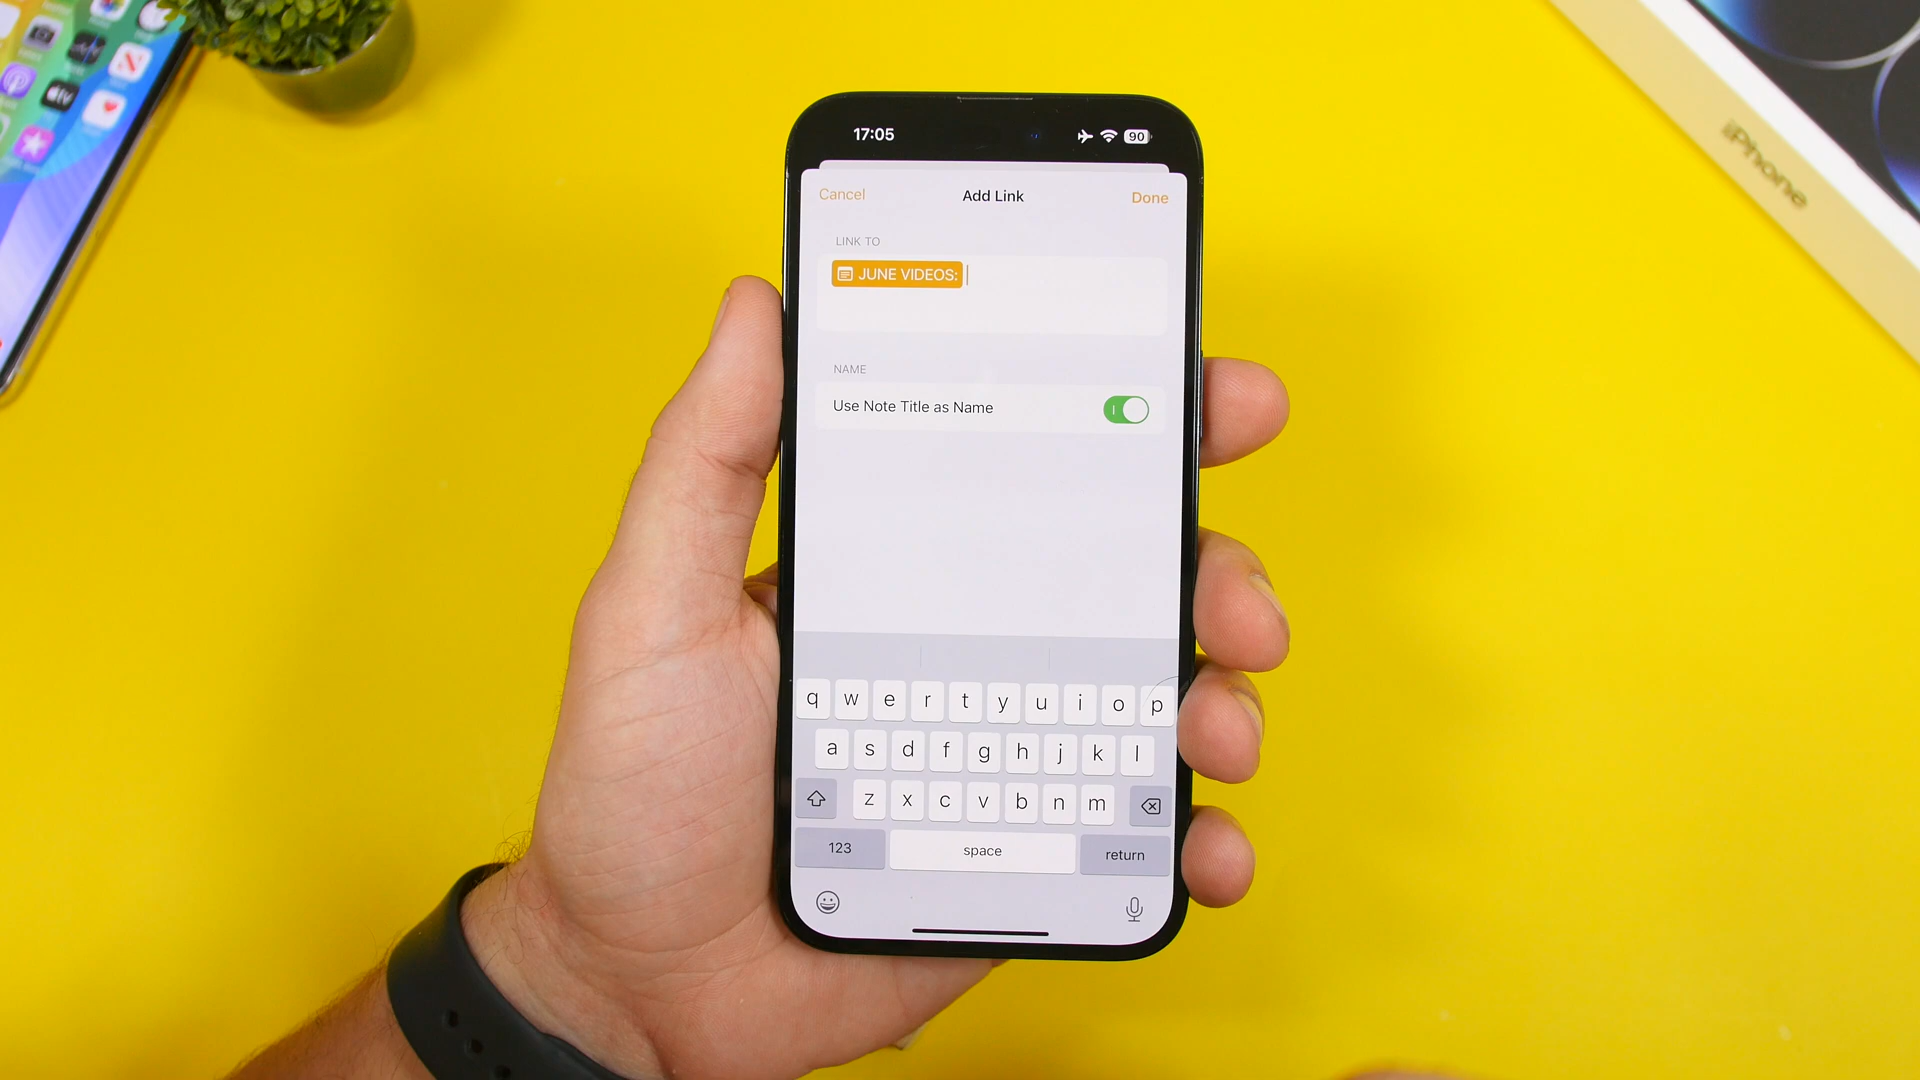 17:05
90
Cancel Add Link Done
LINK TO
JUNE VIDEOS:
NAME
Use Note Title as Name
q w e r t y u i o p
a s d f g h j k l
z x c v b n m
123 space return
iPhone
tv